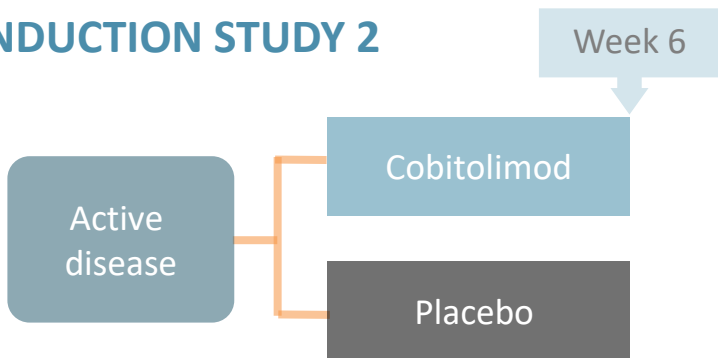 NDUCTION STUDY 2
Week 6
Cobitolimod
Active
disease
Placebo